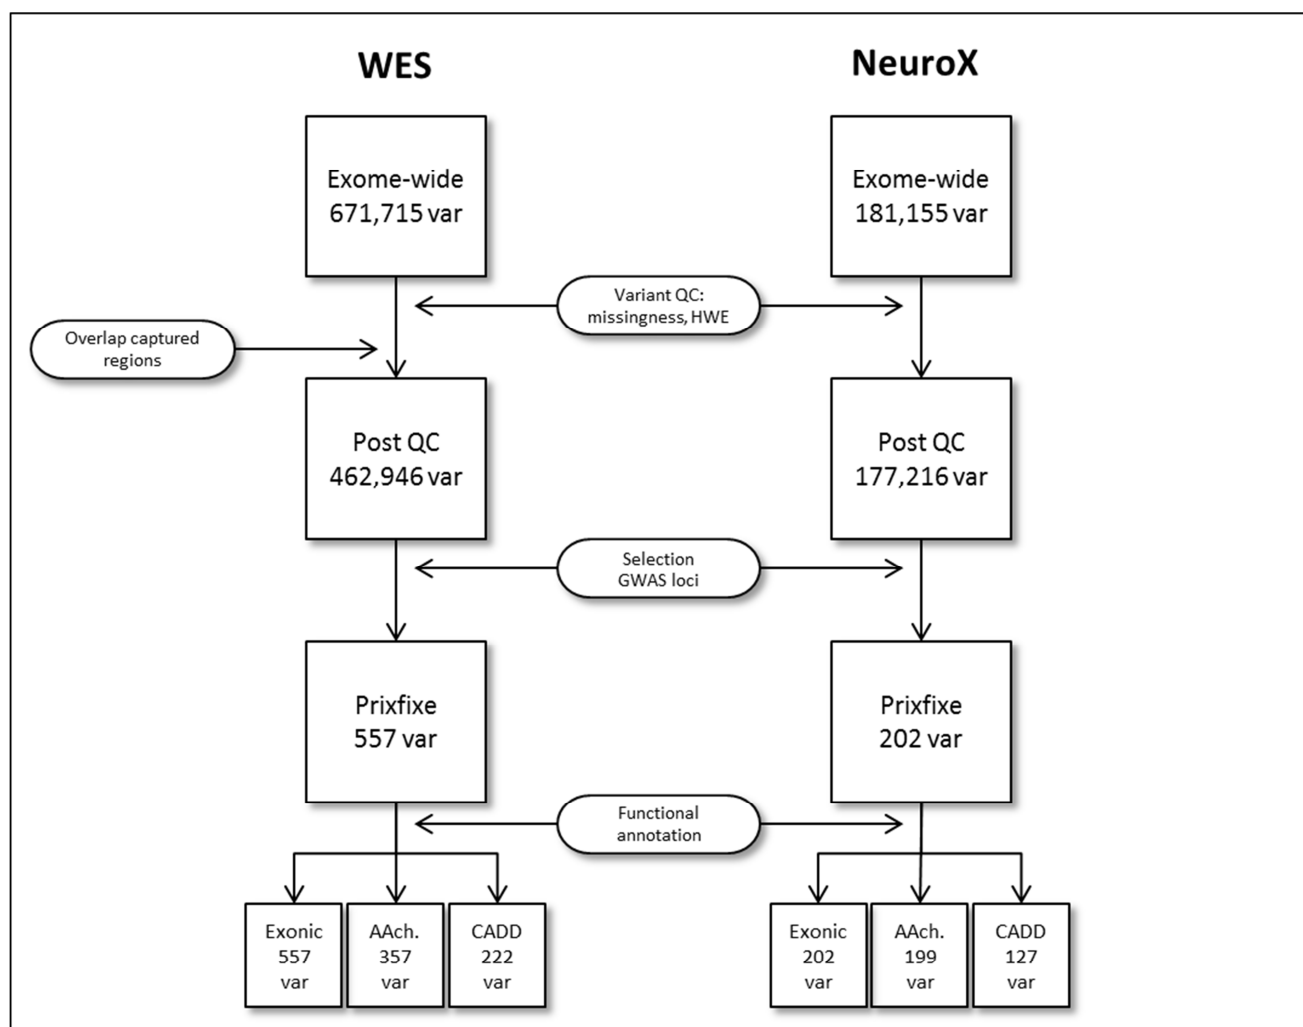 WES
NeuroX
Exome-wide
671,715 var
Exome-wide
181,155 var
Variant QC:
missingness, HWE
Overlap captured
regions
Post QC
462,946 var
Post QC
177,216 var
Selection
GWAS loci
Prixfixe
557 var
Prixfixe
202 var
Functional
annotation
Exonic
557
var
AAch.
357
var
CADD
222
var
Exonic
202
var
AAch.
199
var
CADD
127
var